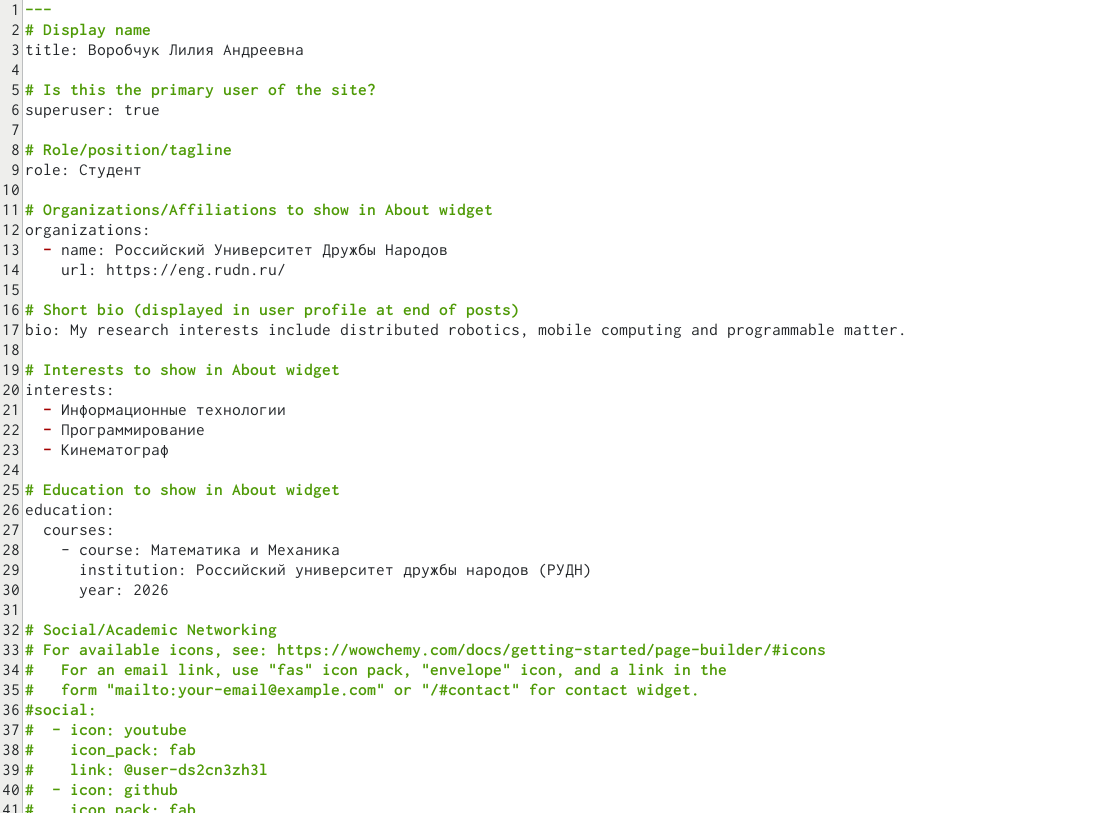 1 ---
2 # Display name
3 title: Воробчук Лилия Андреевна
4
5 # Is this the primary user of the site?
6 superuser: true
7
8 # Role/position/tagline
9 role: Студент
10
11 # Organizations/Affiliations to show in About widget
12 organizations:
13   - name: Российский Университет Дружбы Народов
14     url: https://eng.rudn.ru/
15
16 # Short bio (displayed in user profile at end of posts)
17 bio: My research interests include distributed robotics, mobile computing and programmable matter.
18
19 # Interests to show in About widget
20 interests:
21   - Информационные технологии
22   - Программирование
23   - Кинематограф
24
25 # Education to show in About widget
26 education:
27   courses:
28     - course: Математика и Механика
29       institution: Российский университет дружбы народов (РУДН)
30       year: 2026
31
32 # Social/Academic Networking
33 # For available icons, see: https://wowchemy.com/docs/getting-started/page-builder/#icons
34 #   For an email link, use "fas" icon pack, "envelope" icon, and a link in the
35 #   form "mailto:your-email@example.com" or "/#contact" for contact widget.
36 #social:
37 #  - icon: youtube
38 #    icon_pack: fab
39 #    link: @user-ds2cn3zh3l
40 #  - icon: github
41 #    icon_pack: fab